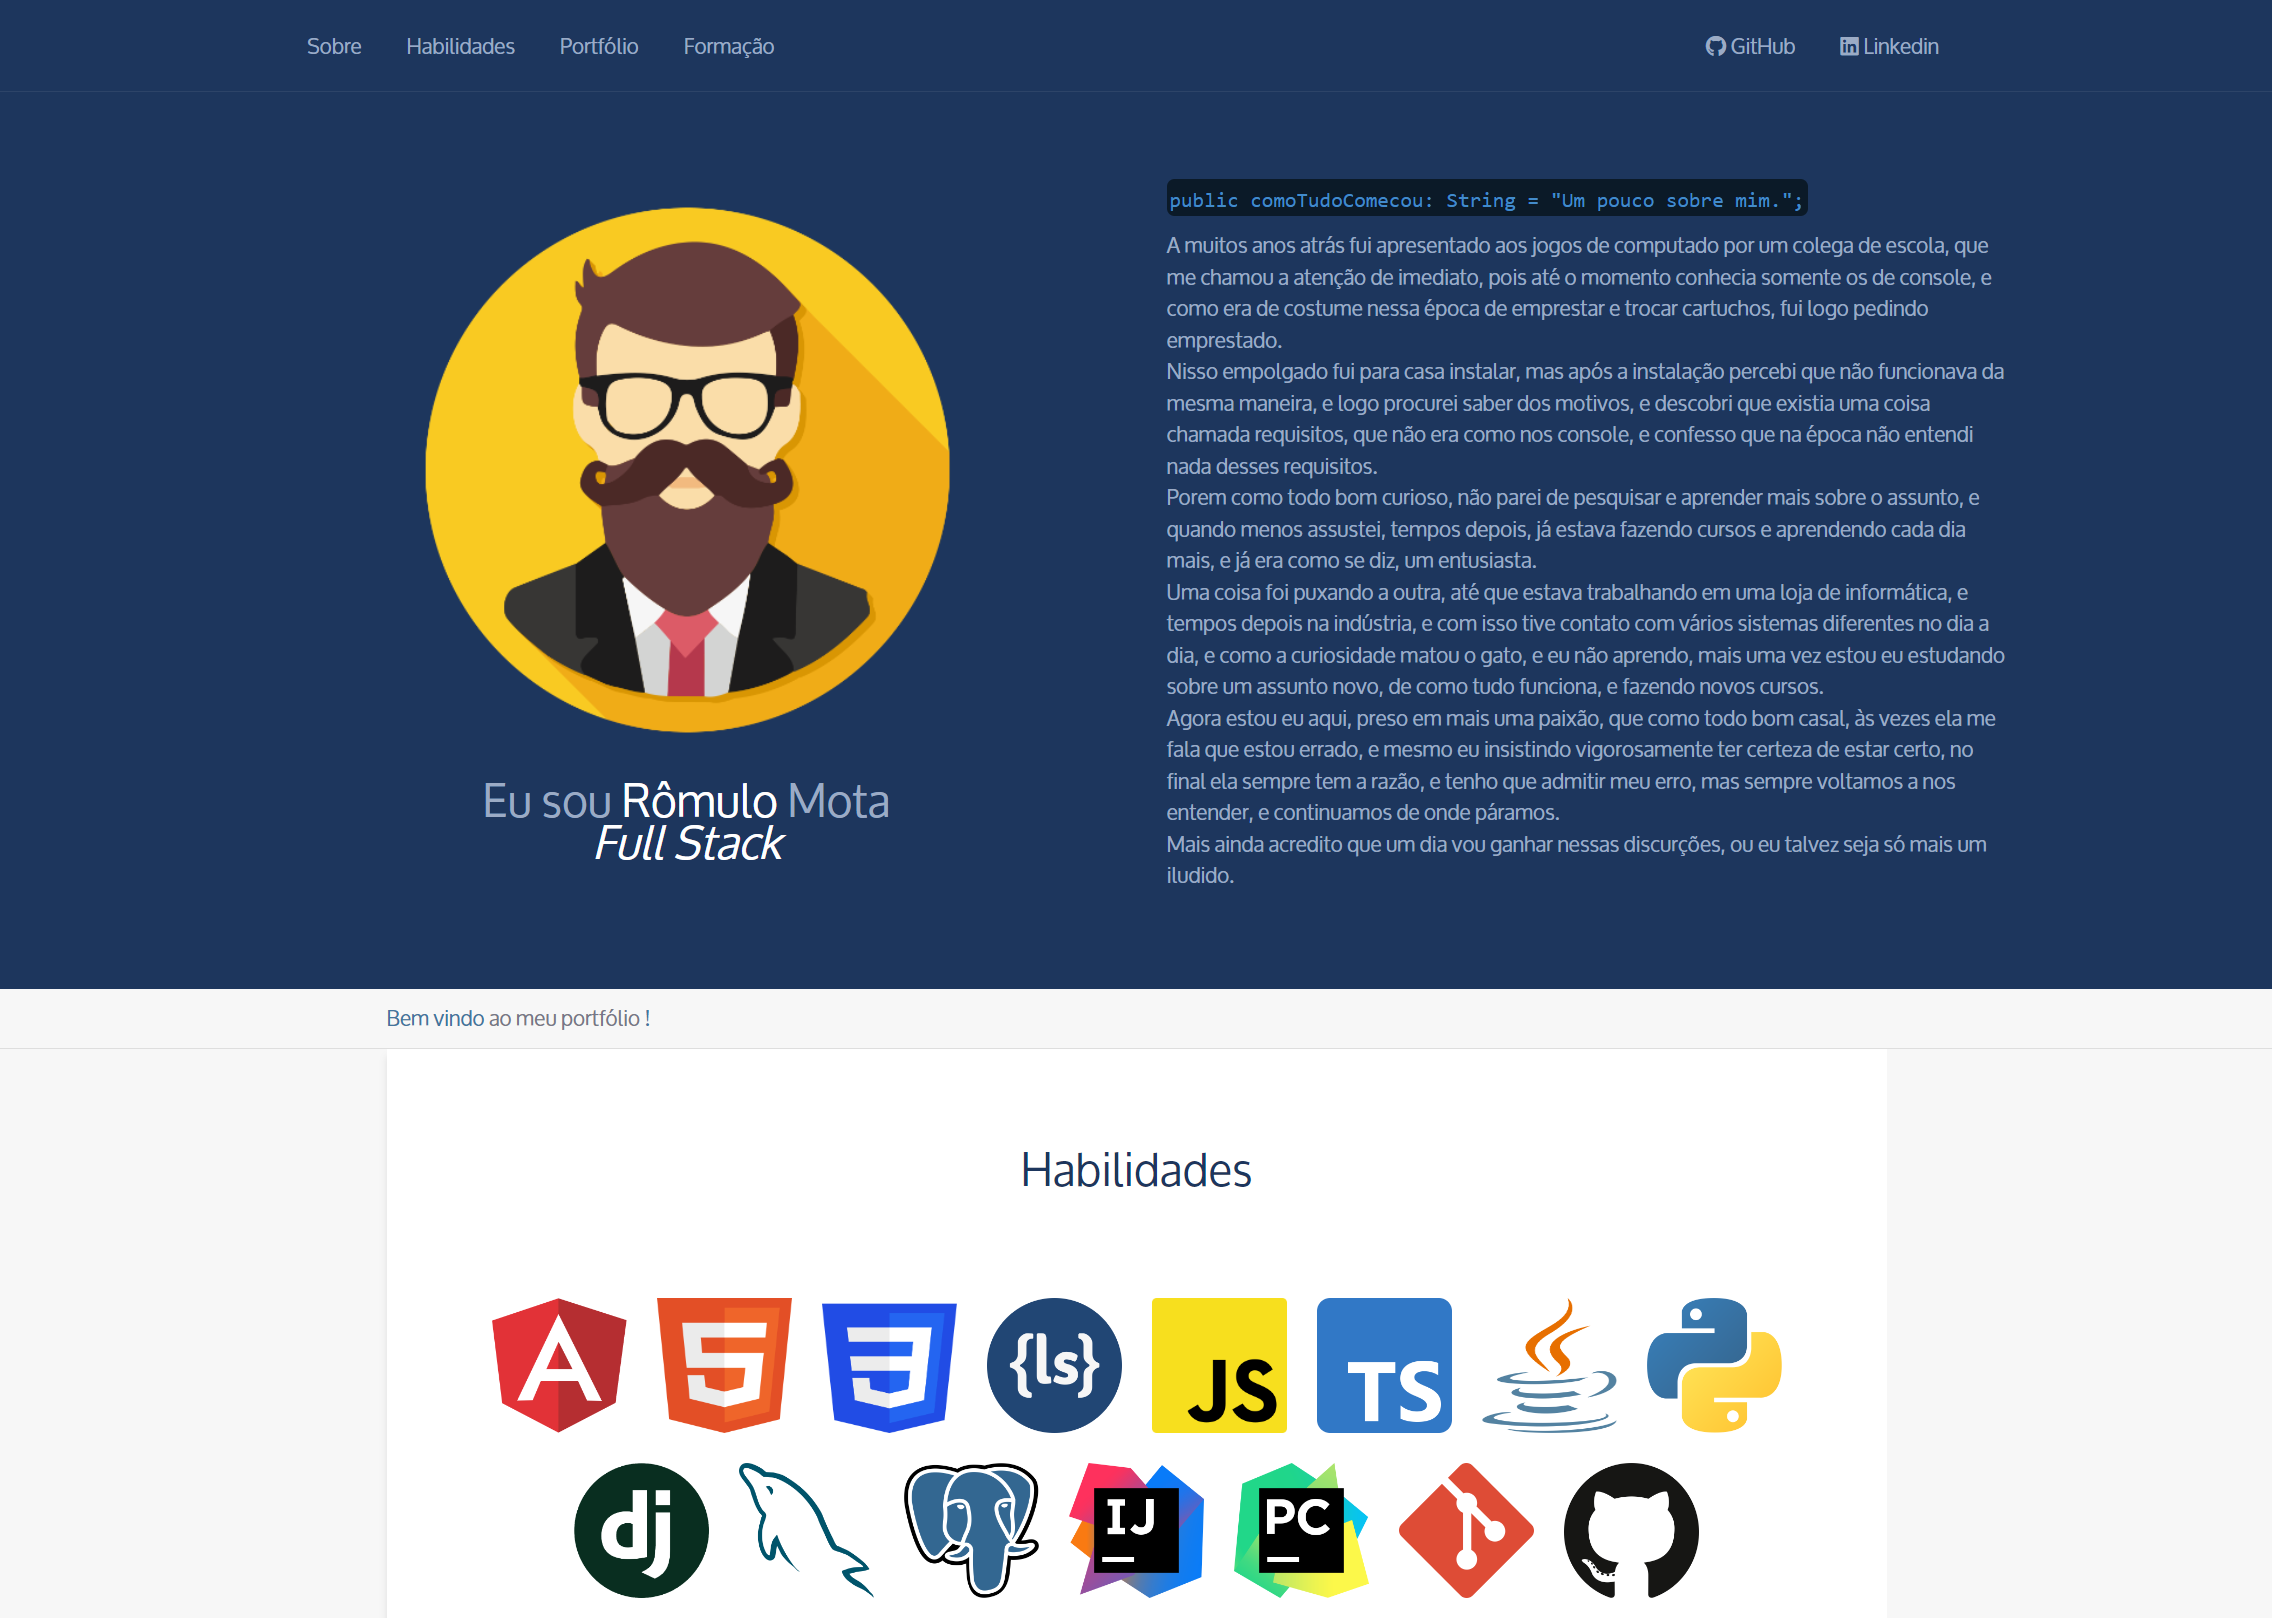 Sobre Habilidades Portfólio Formação GitHub Linkedin
public comoTudoComecou: String = "Um pouco sobre mim.";
A muitos anos atrás fui apresentado aos jogos de computado por um colega de escola, que
me chamou a atenção de imediato, pois até o momento conhecia somente os de console, e
como era de costume nessa época de emprestar e trocar cartuchos, fui logo pedindo
emprestado.
Nisso empolgado fui para casa instalar, mas após a instalação percebi que não funcionava da
mesma maneira, e logo procurei saber dos motivos, e descobri que existia uma coisa
chamada requisitos, que não era como nos console, e confesso que na época não entendi
nada desses requisitos.
Porem como todo bom curioso, não parei de pesquisar e aprender mais sobre o assunto, e
quando menos assustei, tempos depois, já estava fazendo cursos e aprendendo cada dia
mais, e já era como se diz, um entusiasta.
Uma coisa foi puxando a outra, até que estava trabalhando em uma loja de informática, e
tempos depois na indústria, e com isso tive contato com vários sistemas diferentes no dia a
dia, e como a curiosidade matou o gato, e eu não aprendo, mais uma vez estou eu estudando
sobre um assunto novo, de como tudo funciona, e fazendo novos cursos.
Agora estou eu aqui, preso em mais uma paixão, que como todo bom casal, às vezes ela me
fala que estou errado, e mesmo eu insistindo vigorosamente ter certeza de estar certo, no
final ela sempre tem a razão, e tenho que admitir meu erro, mas sempre voltamos a nos
entender, e continuamos de onde páramos.
Mais ainda acredito que um dia vou ganhar nessas discurções, ou eu talvez seja só mais um
iludido.
Eu sou Rômulo Mota
Full Stack
Bem vindo ao meu portfólio !
Habilidades
A 5 3 {ls} JS TS
dj IJ PC